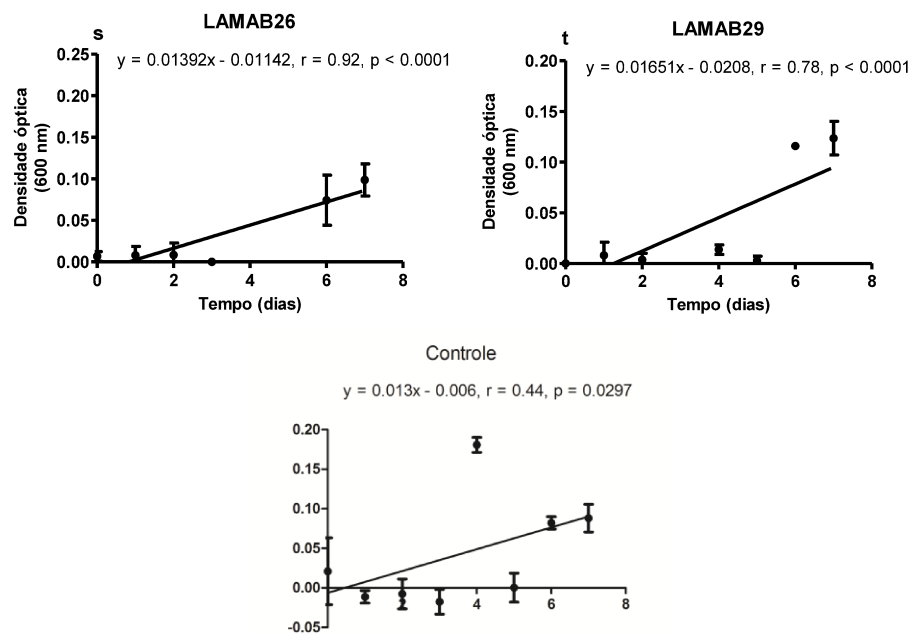 s
LAMAB26
y = 0.01392x - 0.01142, r = 0.92, p < 0.0001
Densidade óptica
(600 nm)
0.25
0.20
0.15
0.10
0.05
0.00
0 2 4 6 8
Tempo (dias)
t
LAMAB29
y = 0.01651x - 0.0208, r = 0.78, p < 0.0001
Densidade óptica
(600 nm)
0.20
0.15
0.10
0.05
0.00
0 2 4 6 8
Tempo (dias)
Controle
y = 0.013x - 0.006, r = 0.44, p = 0.0297
0.20
0.15
0.10
0.05
0.00
-0.05
2 4 6 8